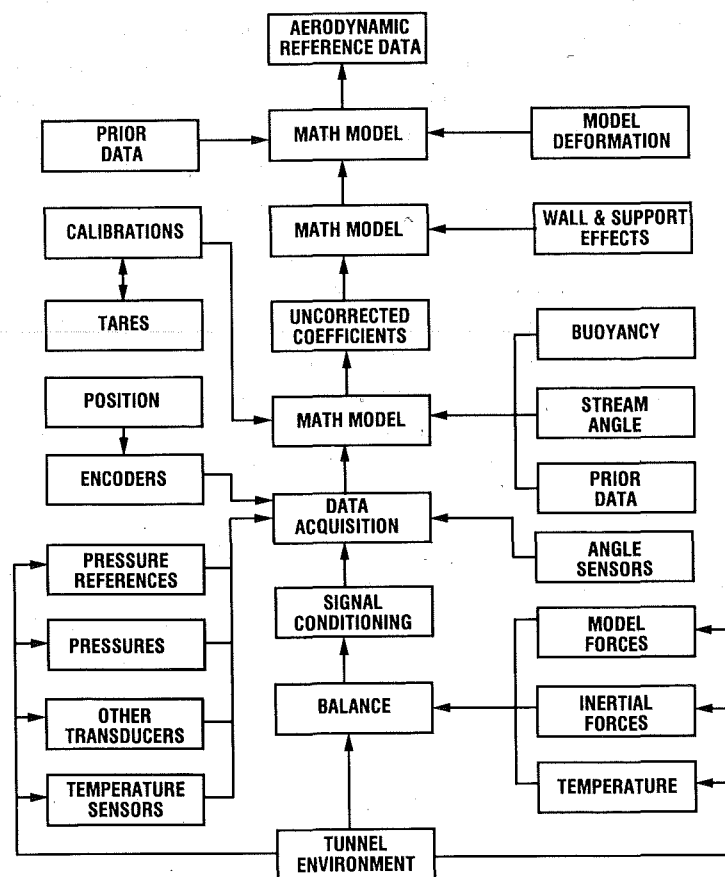 AERODYNAMIC
REFERENCE DATA
PRIOR
DATA
MATH MODEL
MODEL
DEFORMATION
CALIBRATIONS
MATH MODEL
WALL & SUPPORT
EFFECTS
TARES
UNCORRECTED
COEFFICIENTS
BUOYANCY
POSITION
MATH MODEL
STREAM
ANGLE
ENCODERS
DATA
ACQUISITION
PRIOR
DATA
PRESSURE
REFERENCES
ANGLE
SENSORS
SIGNAL
CONDITIONING
MODEL
FORCES
PRESSURES
OTHER
TRANSDUCERS
BALANCE
INERTIAL
FORCES
TEMPERATURE
SENSORS
TEMPERATURE
TUNNEL
ENVIRONMENT